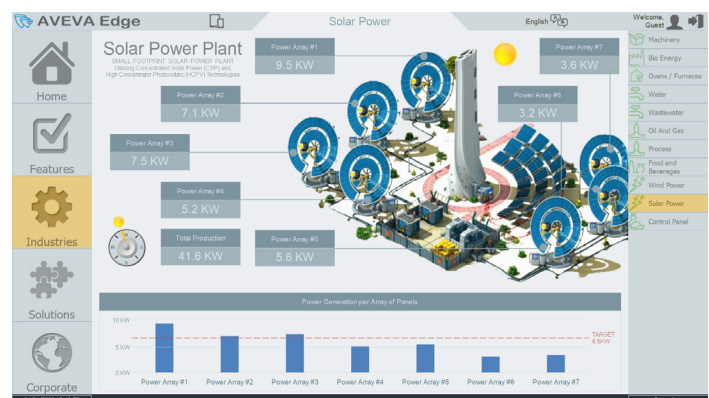 AVEVA Edge
Solar Power
English
Welcome,
Guest
Home
Features
Industries
Solutions
Corporate
Solar Power Plant
SMALL FOOTPRINT SOLAR POWER PLANT
Utilizing Concentrated Solar Power (CSP) and
High Concentrator Photovoltaic (HCPV) Technologies
Power Array #1
9.5 KW
Power Array #7
3.6 KW
Power Array #2
7.1 KW
Power Array #6
3.2 KW
Power Array #3
7.5 KW
Power Array #4
5.2 KW
Total Production
41.6 KW
Power Array #5
5.6 KW
Power Generation per Array of Panels
10 KW
5 KW
0 KW
TARGET
6.5KW
Power Array #1
Power Array #2
Power Array #3
Power Array #4
Power Array #5
Power Array #6
Power Array #7
Machinery
Bio Energy
Ovens / Furnaces
Water
Wastewater
Oil And Gas
Process
Food and
Beverages
Wind Power
Solar Power
Control Panel